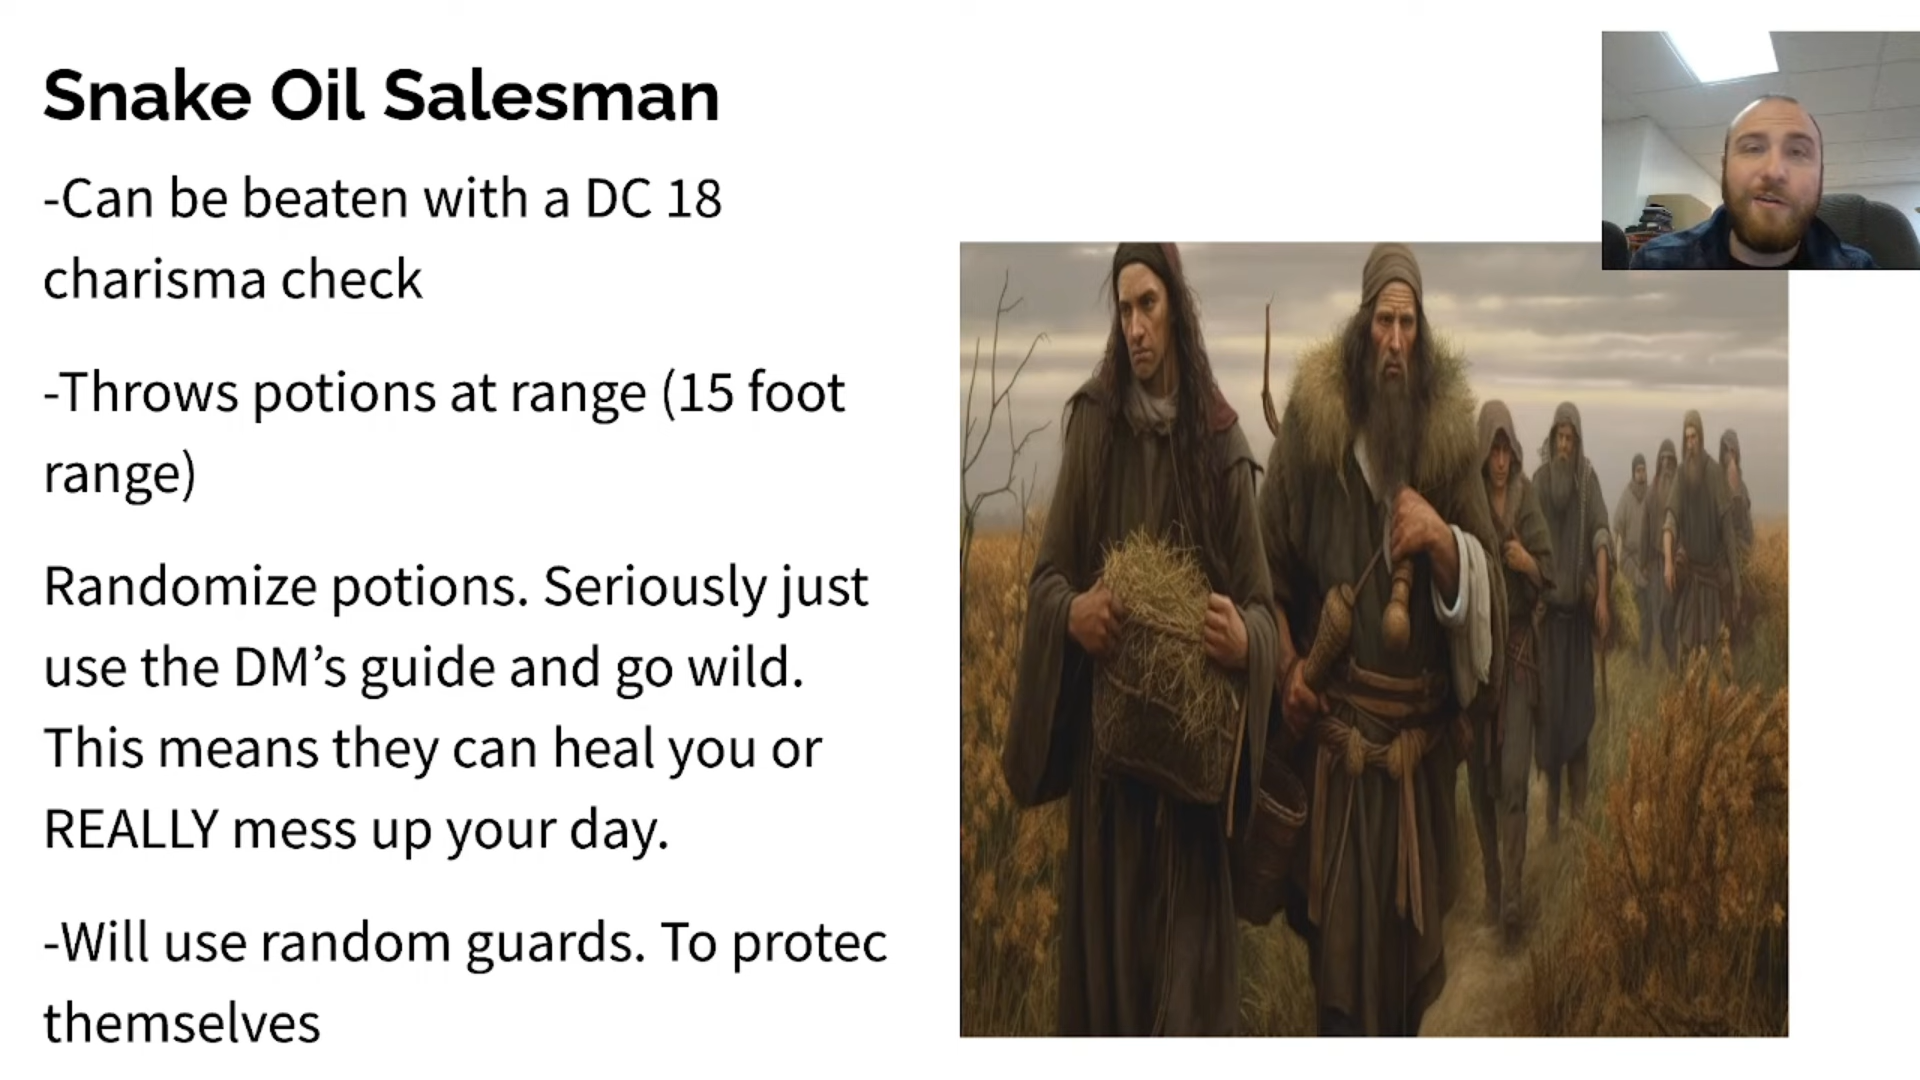 Snake Oil Salesman
-Can be beaten with a DC 18
charisma check
-Throws potions at range (15 foot
range)
Randomize potions. Seriously just
use the DM’s guide and go wild.
This means they can heal you or
REALLY mess up your day.
-Will use random guards. To protec
themselves